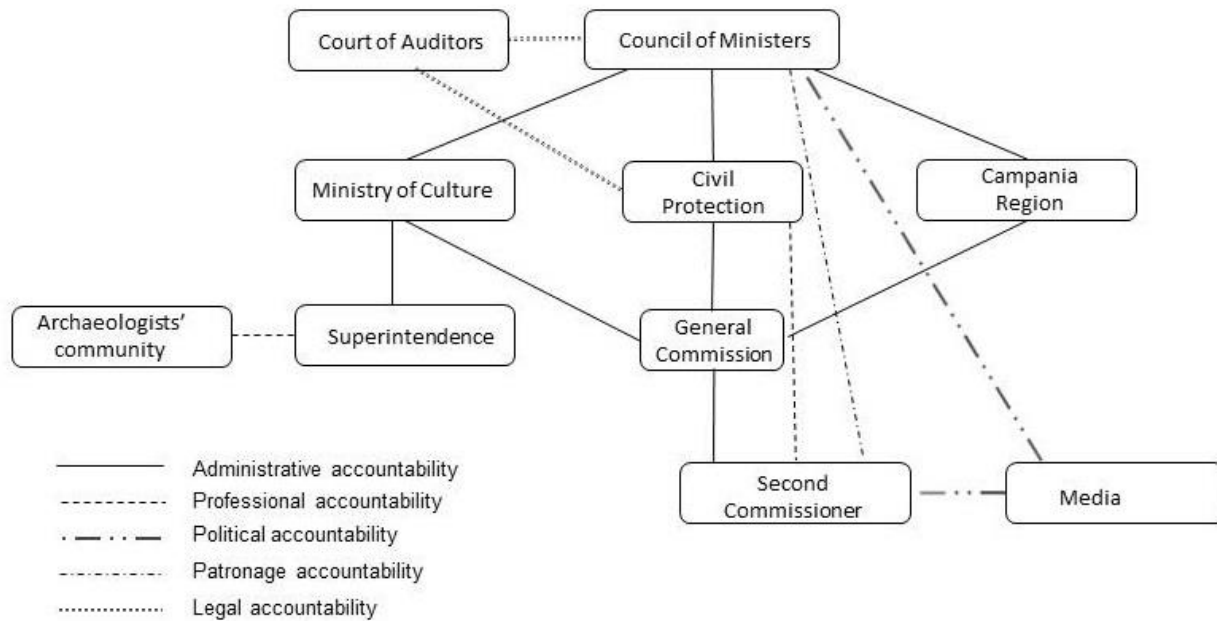 Court of Auditors
Council of Ministers
Ministry of Culture
Civil
Protection
Campania
Region
Archaeologists'
community
Superintendence
General
Commission
Second
Commissioner
Media
Administrative accountability
Professional accountability
Political accountability
Patronage accountability
Legal accountability